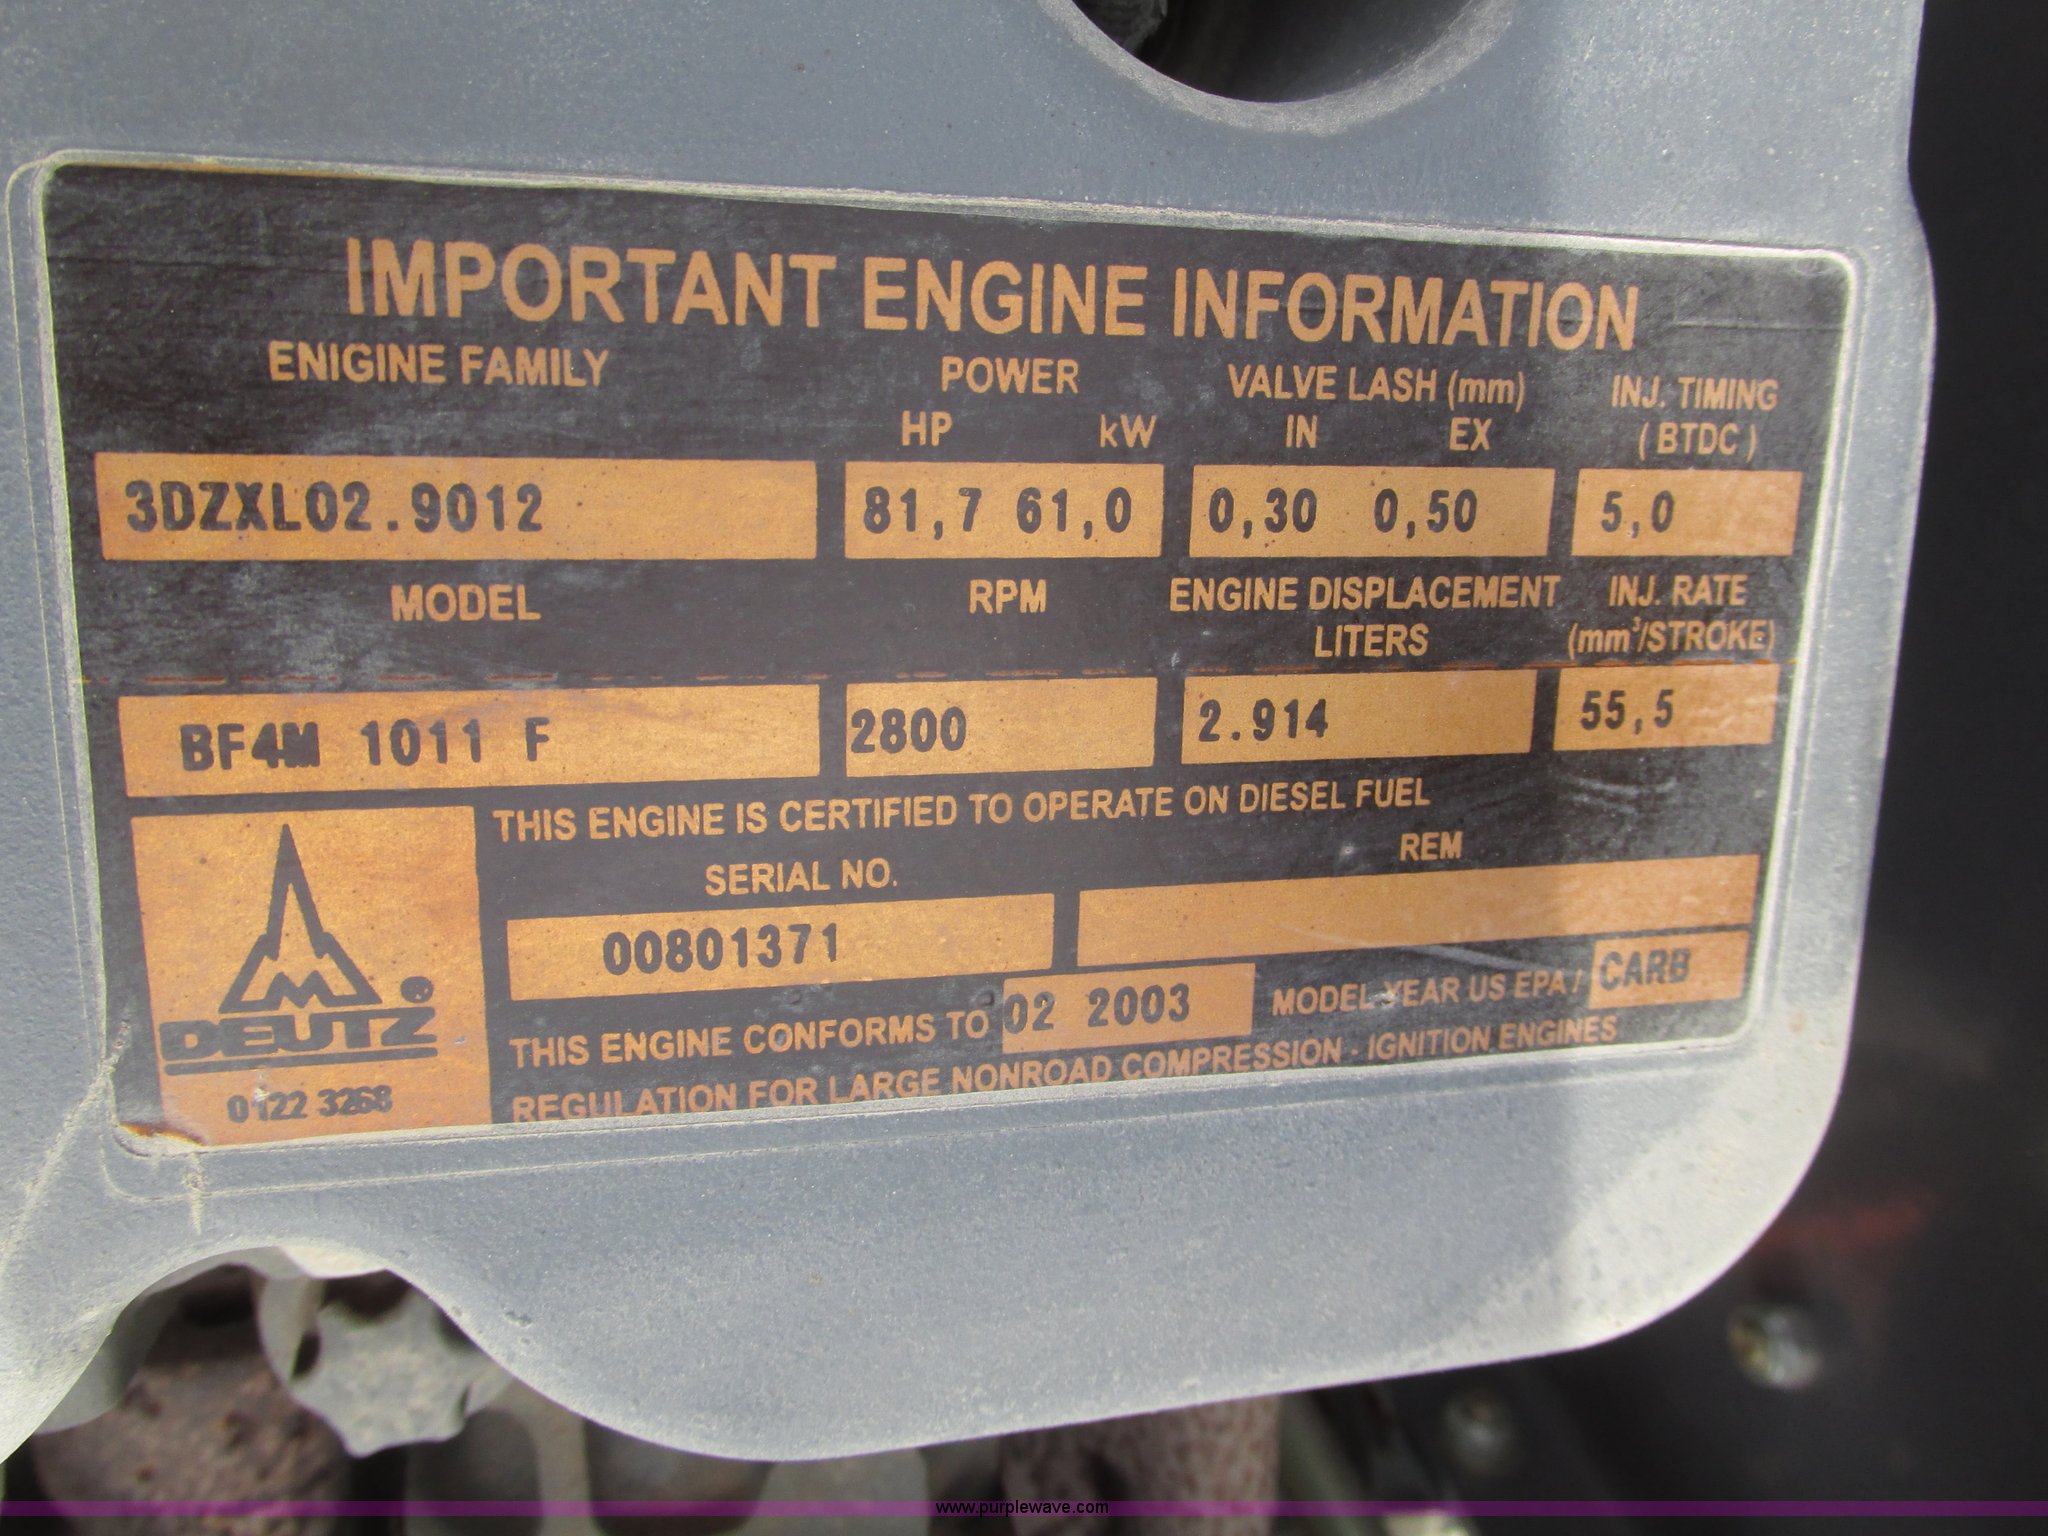 IMPORTANT ENGINE INFORMATION
ENIGINE FAMILY POWER VALVE LASH (mm) INJ. TIMING
HP kW IN EX ( BTDC )
3DZXL02.9012 81,7 61,0 0,30 0,50 5,0
MODEL RPM ENGINE DISPLACEMENT INJ. RATE
LITERS (mm³/STROKE)
BF4M 1011 F 2800 2.914 55,5
THIS ENGINE IS CERTIFIED TO OPERATE ON DIESEL FUEL
SERIAL NO. REM
00801371
THIS ENGINE CONFORMS TO 02 2003 MODEL YEAR US EPA / CARB
REGULATION FOR LARGE NONROAD COMPRESSION - IGNITION ENGINES
DEUTZ
0122 3268
www.purplewave.com